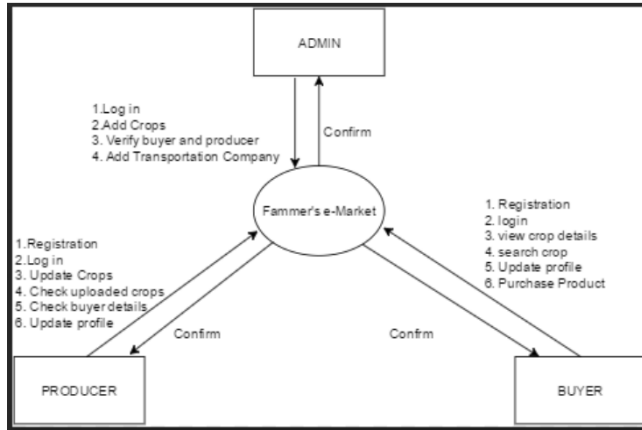 ADMIN
1.Log in
2.Add Crops
3. Verify buyer and producer
4. Add Transportation Company
Confirm
Fammer's e-Market
1. Registration
2. login
3. view crop details
4. search crop
5. Update profile
6. Purchase Product
1.Registration
2.Log in
3. Update Crops
4. Check uploaded crops
5. Check buyer details
6. Update profile
Confirm
Confrm
PRODUCER
BUYER